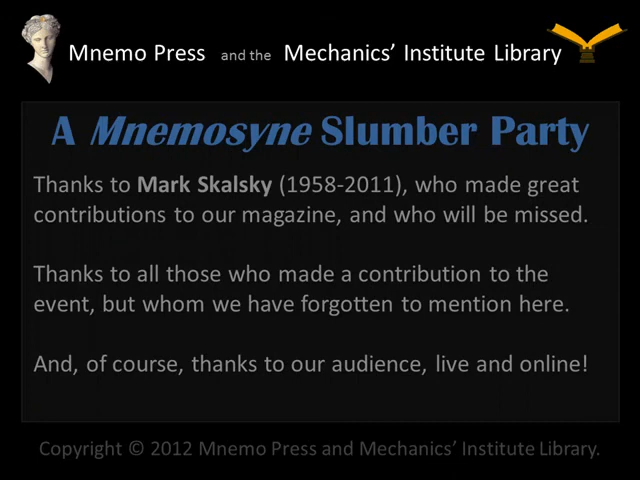 Mnemo Press and the Mechanics' Institute Library
A Mnemosyne Slumber Party
Thanks to Mark Skalsky (1958-2011), who made great
contributions to our magazine, and who will be missed.
Thanks to all those who made a contribution to the
event, but whom we have forgotten to mention here.
And, of course, thanks to our audience, live and online!
Copyright © 2012 Mnemo Press and Mechanics' Institute Library.